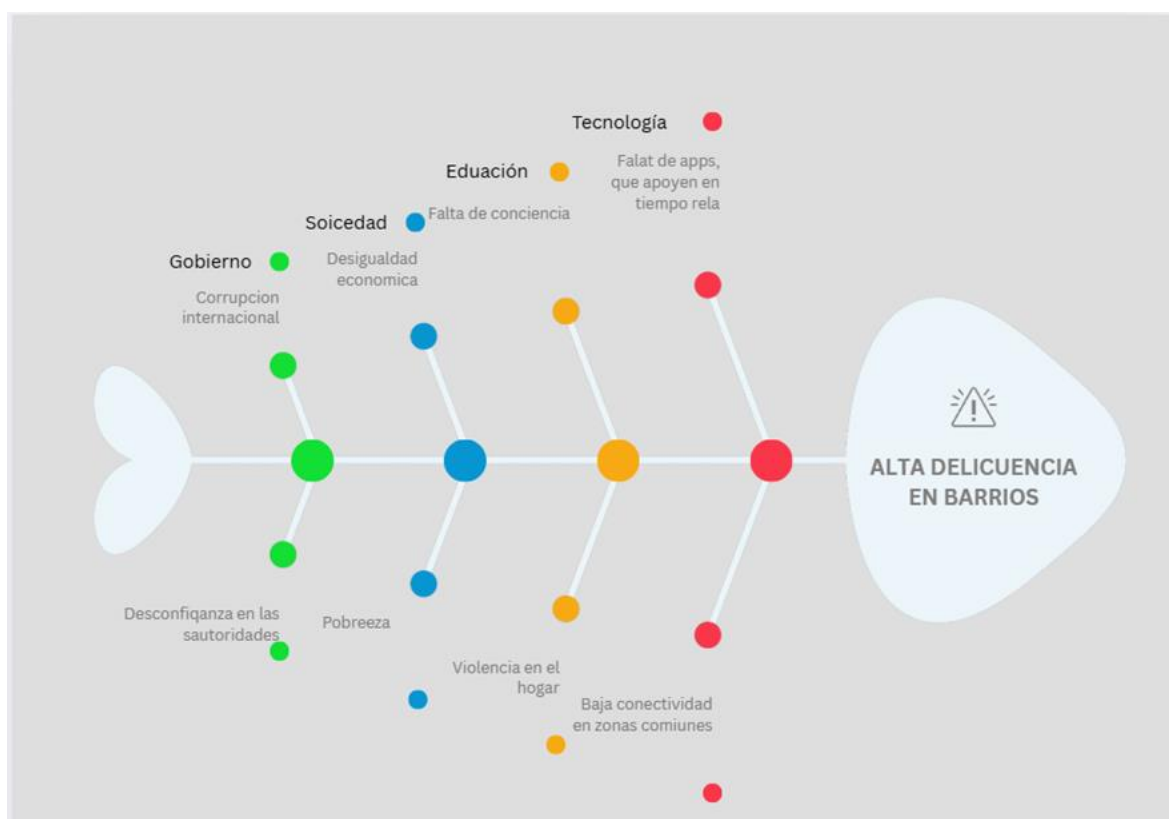 Tecnología
Falat de apps,
que apoyen en
tiempo rela
Eduación
Falta de conciencia
Soicedad
Desigualdad
economica
Gobierno
Corrupcion
internacional
ALTA DELICUENCIA
EN BARRIOS
Desconfiqanza en las
sautoridades
Pobreeza
Violencia en el
hogar
Baja conectividad
en zonas comiunes